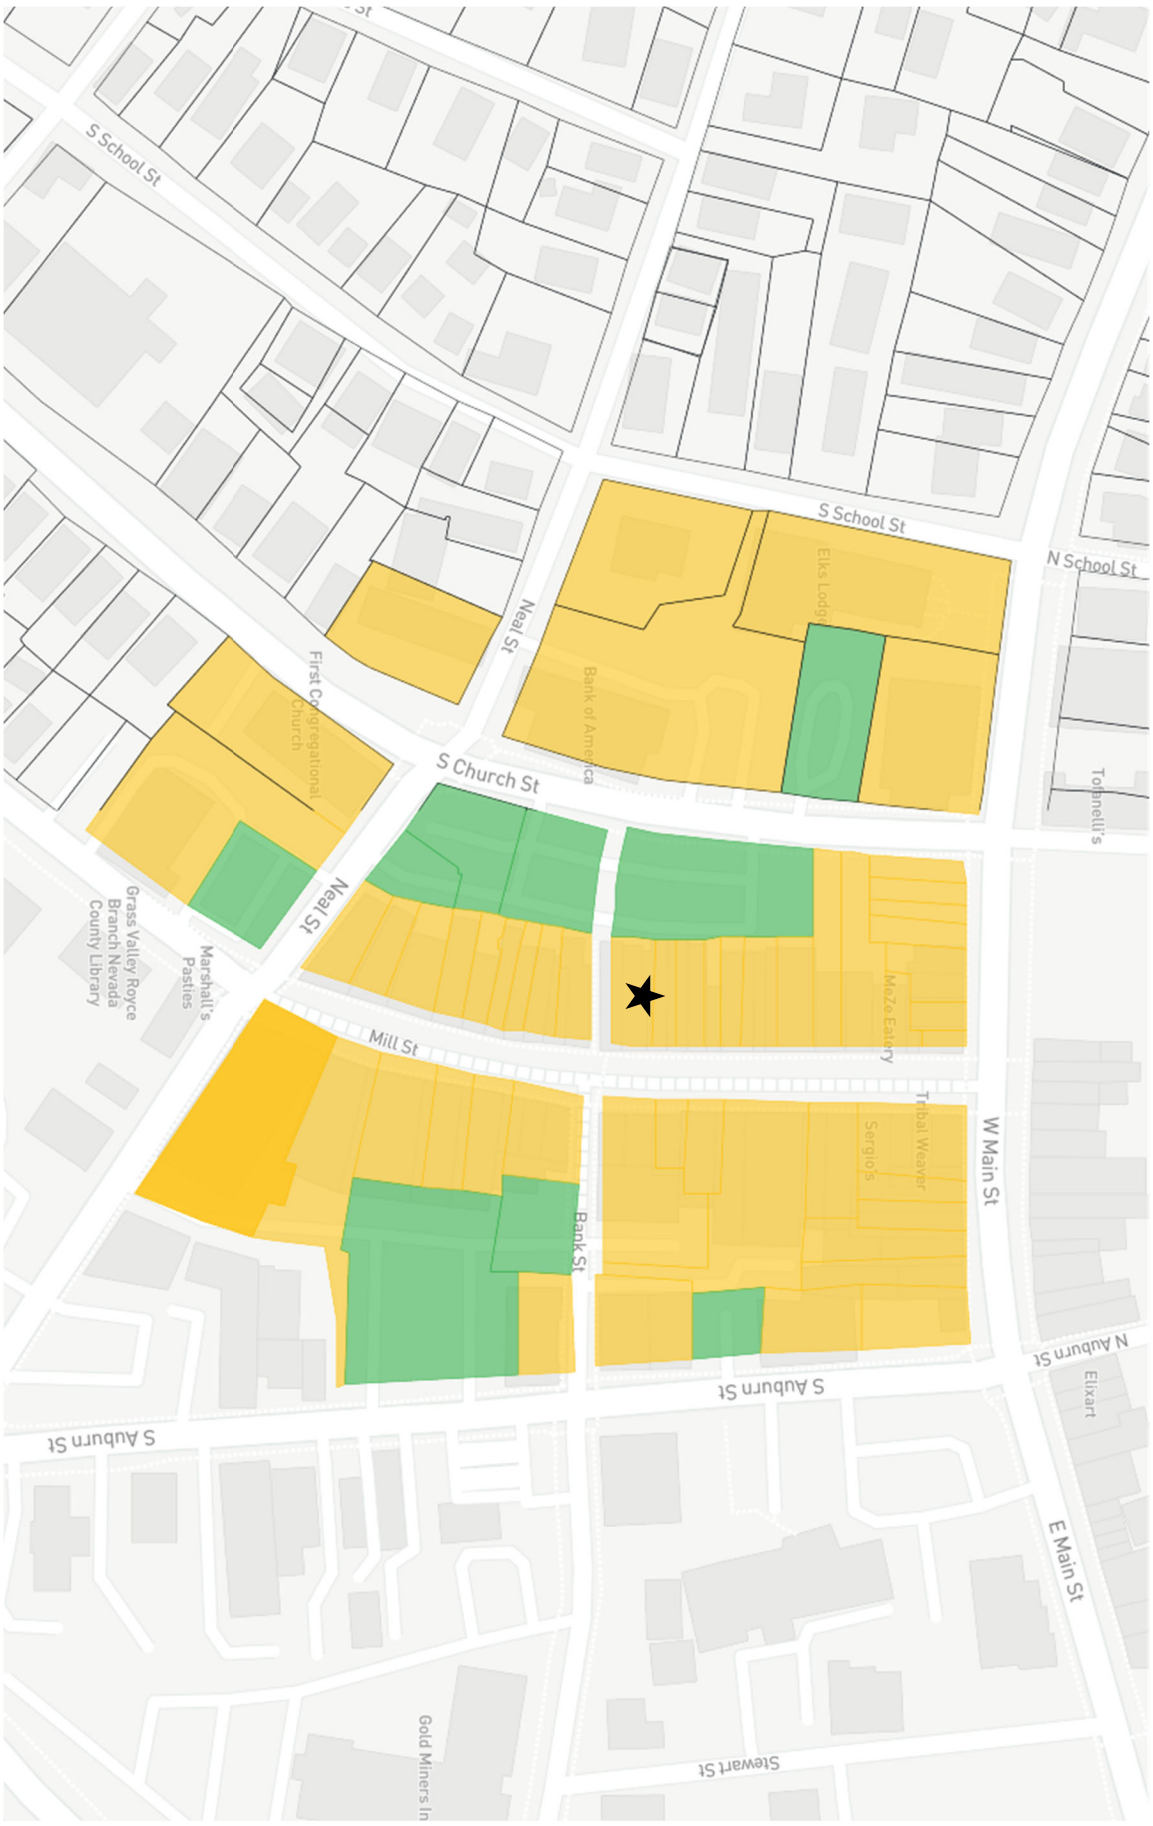 St
S School St
S School St
N School St
Elks Lodge
Neal St
First Congregational
Church
Bank of America
S Church St
Tofanelli's
Neal St
Grass Valley Royce
Branch Nevada
County Library
Marshall's
Pasties
MeZe Eatery
Mill St
Tribal Weaver
Sergio's
W Main St
Bank St
N Auburn St
S Auburn St
Elixart
S Auburn St
E Main St
Gold Miners In
Stewart St